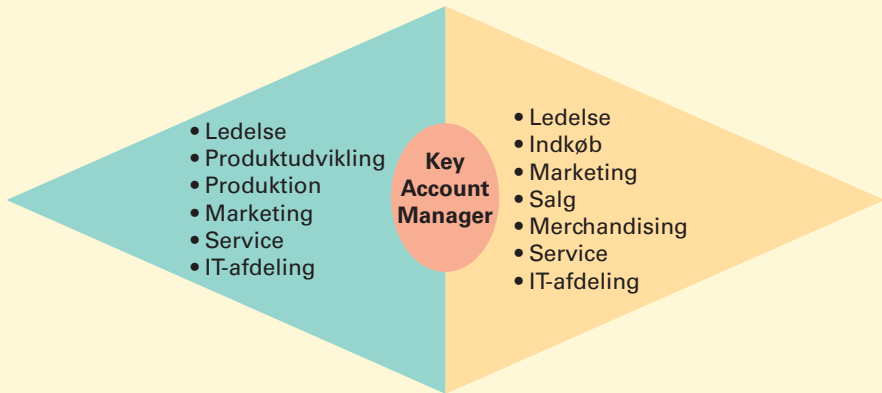 • Ledelse
• Produktudvikling
• Produktion
• Marketing
• Service
• IT-afdeling
Key
Account
Manager
• Ledelse
• Indkøb
• Marketing
• Salg
• Merchandising
• Service
• IT-afdeling